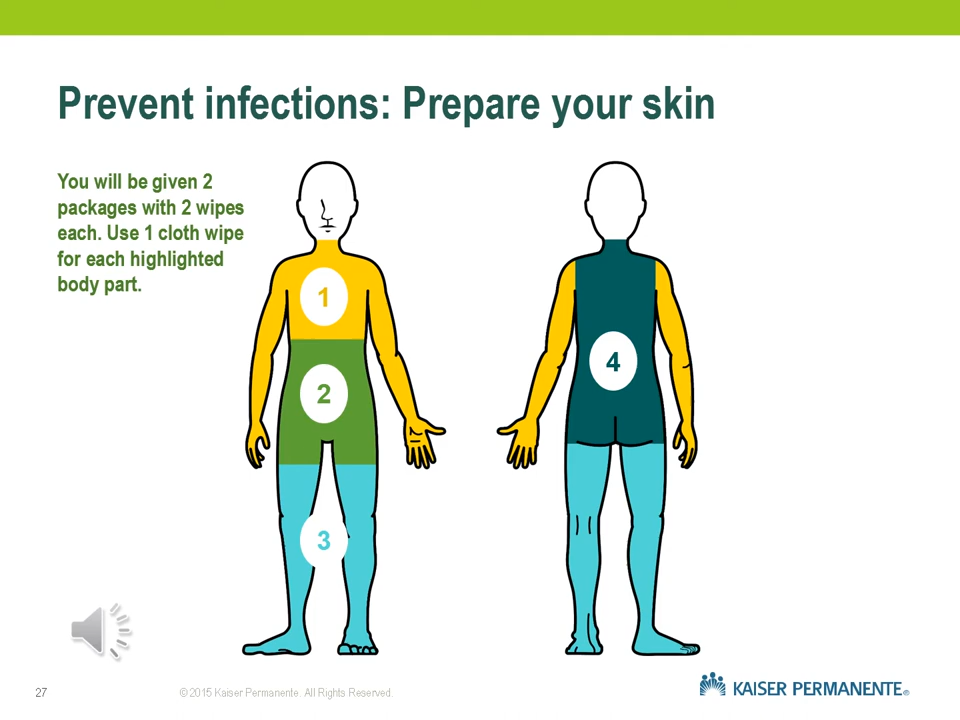 Prevent infections: Prepare your skin
You will be given 2
packages with 2 wipes
each. Use 1 cloth wipe
for each highlighted
body part.
1
2
3
4
27
© 2015 Kaiser Permanente. All Rights Reserved.
KAISER PERMANENTE®